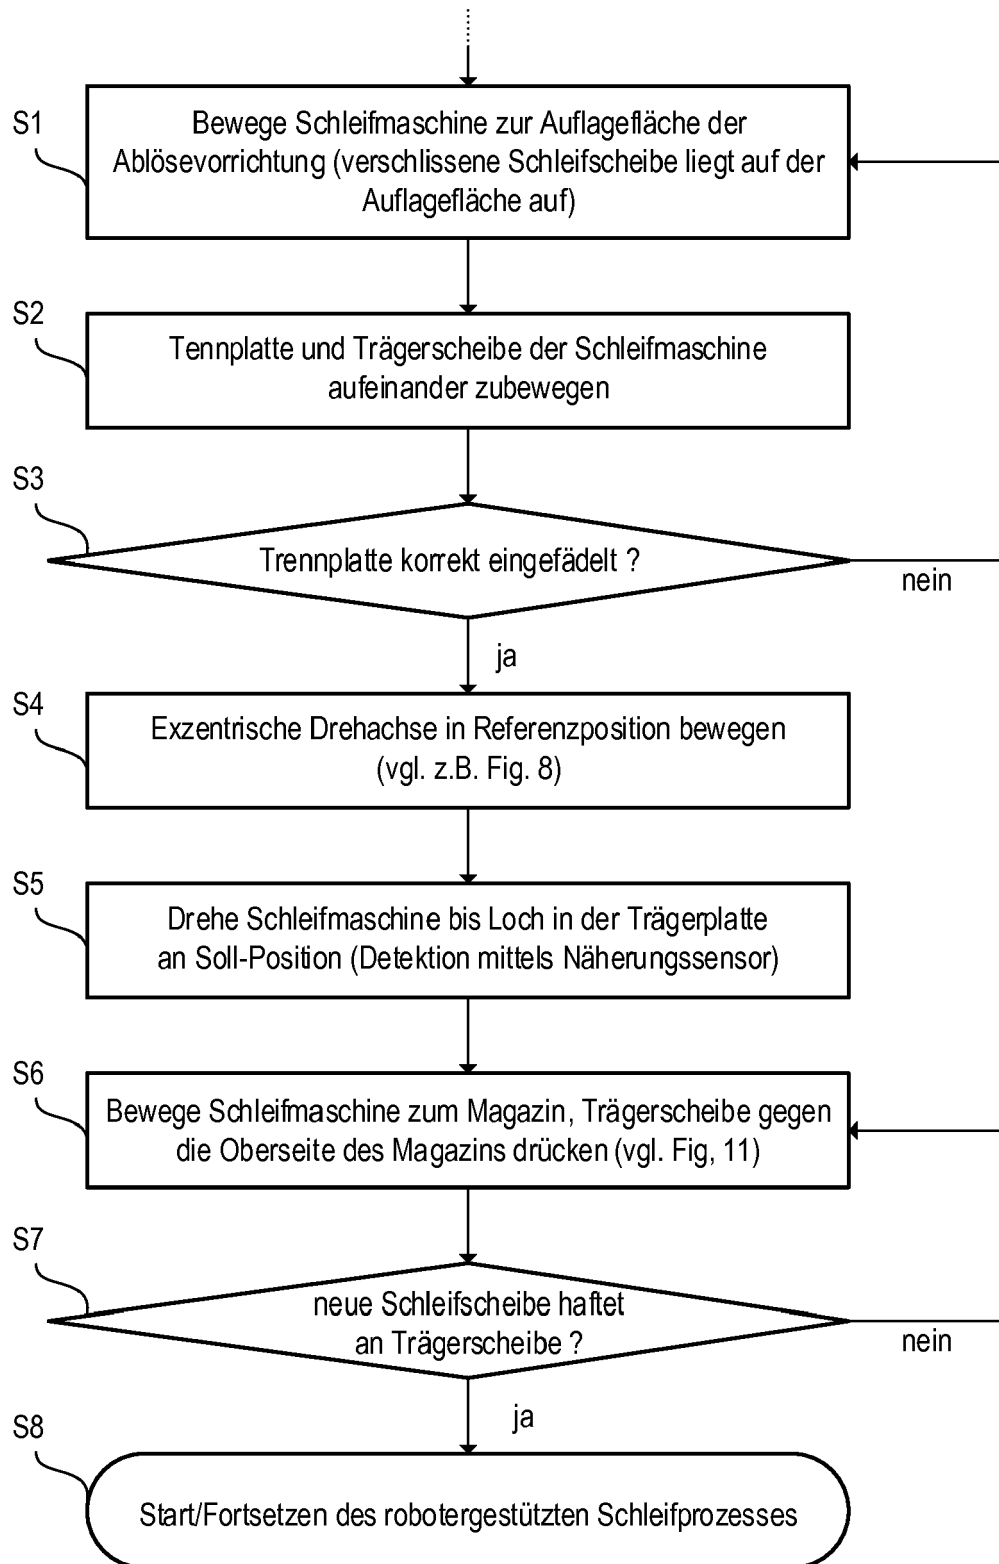 S1
Bewege Schleifmaschine zur Auflagefläche der
Ablösevorrichtung (verschlissene Schleifscheibe liegt auf der
Auflagefläche auf)
S2
Tennplatte und Trägerscheibe der Schleifmaschine
aufeinander zubewegen
S3
Trennplatte korrekt eingefädelt ?
nein
ja
S4
Exzentrische Drehachse in Referenzposition bewegen
(vgl. z.B. Fig. 8)
S5
Drehe Schleifmaschine bis Loch in der Trägerplatte
an Soll-Position (Detektion mittels Näherungssensor)
S6
Bewege Schleifmaschine zum Magazin, Trägerscheibe gegen
die Oberseite des Magazins drücken (vgl. Fig, 11)
S7
neue Schleifscheibe haftet
an Trägerscheibe ?
nein
ja
S8
Start/Fortsetzen des robotergestützten Schleifprozesses